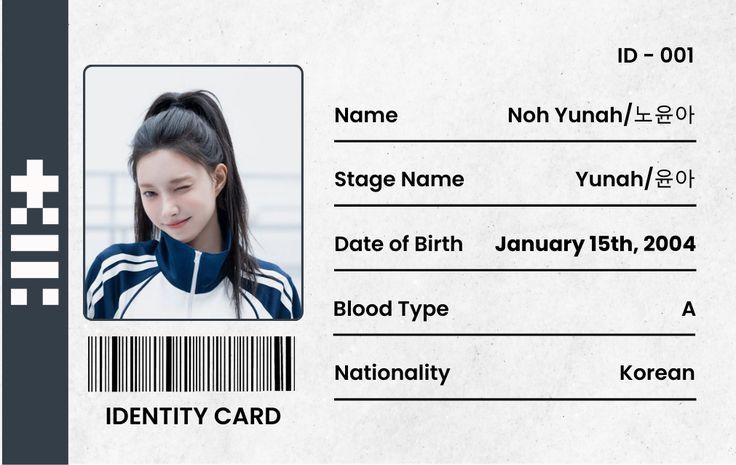 ID - 001
Name Noh Yunah/노윤아
Stage Name Yunah/윤아
Date of Birth January 15th, 2004
Blood Type A
Nationality Korean
IDENTITY CARD